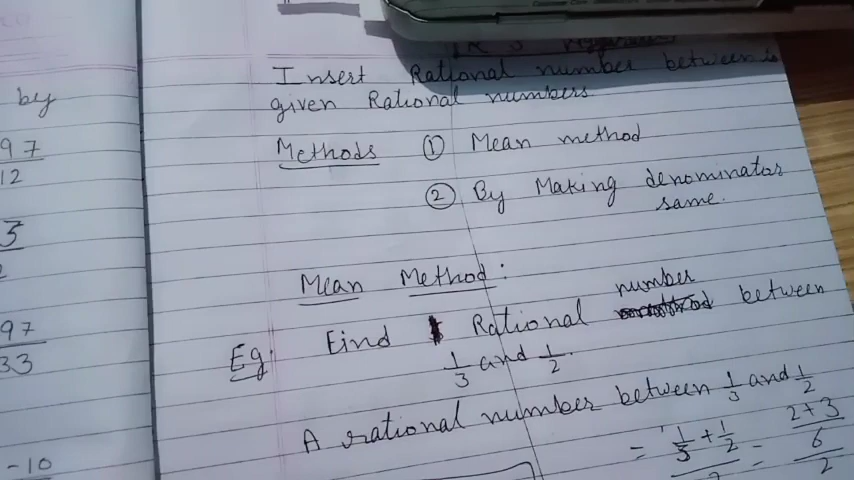 by
97
12
5
97
33
-10
Insert Rational number between
given Rational numbers.
Methods ① Mean method
② By Making denominator
same.
Mean Method:
number
Eg: Find Rational between
1/3 and 1/2.
A rational number between 1/3 and 1/2
= 1/3 + 1/2 = 2+3
6
2